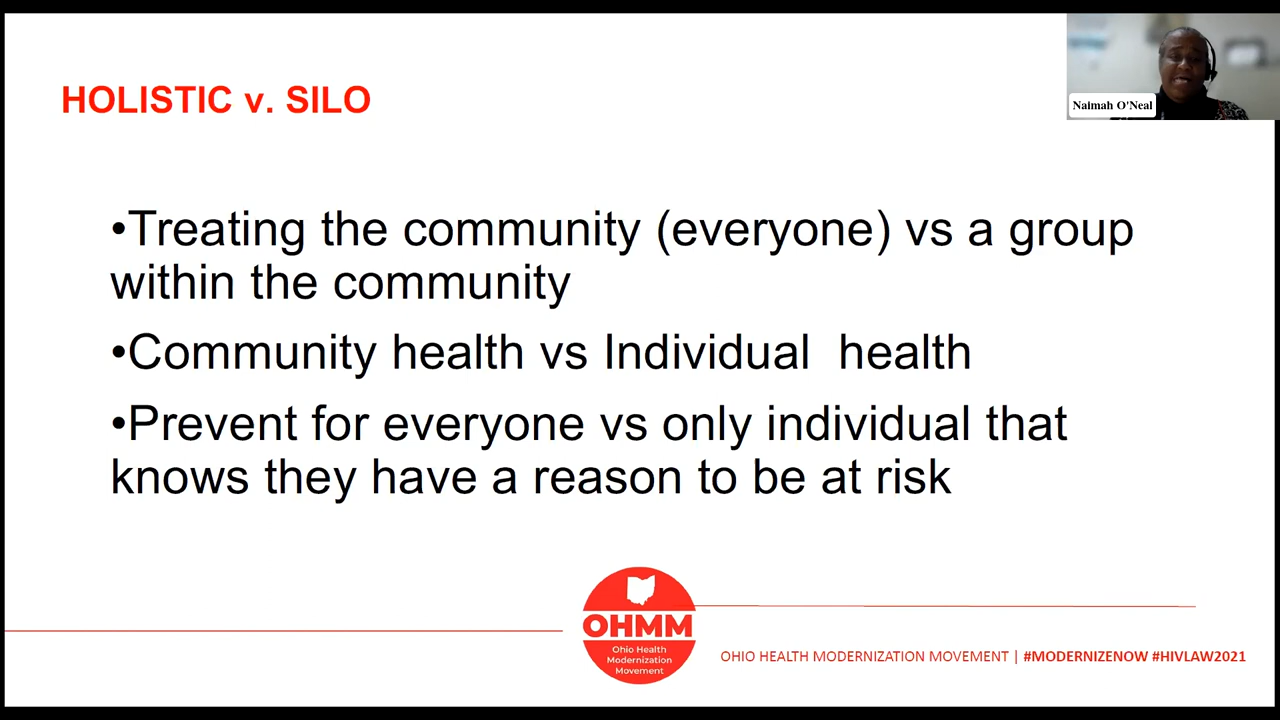 HOLISTIC v. SILO
Naimah O'Neal
•Treating the community (everyone) vs a group
within the community
•Community health vs Individual  health
•Prevent for everyone vs only individual that
knows they have a reason to be at risk
OHMM
Ohio Health
Modernization
Movement
OHIO HEALTH MODERNIZATION MOVEMENT | #MODERNIZENOW #HIVLAW2021